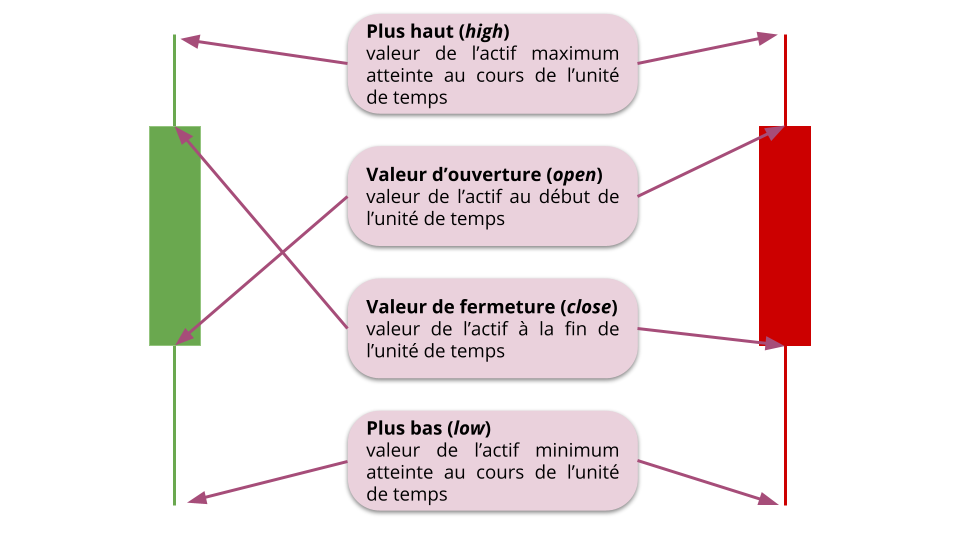 Plus haut (high)
valeur de l’actif maximum
atteinte au cours de l’unité
de temps
Valeur d’ouverture (open)
valeur de l’actif au début de
l’unité de temps
Valeur de fermeture (close)
valeur de l’actif à la fin de
l’unité de temps
Plus bas (low)
valeur de l’actif minimum
atteinte au cours de l’unité
de temps